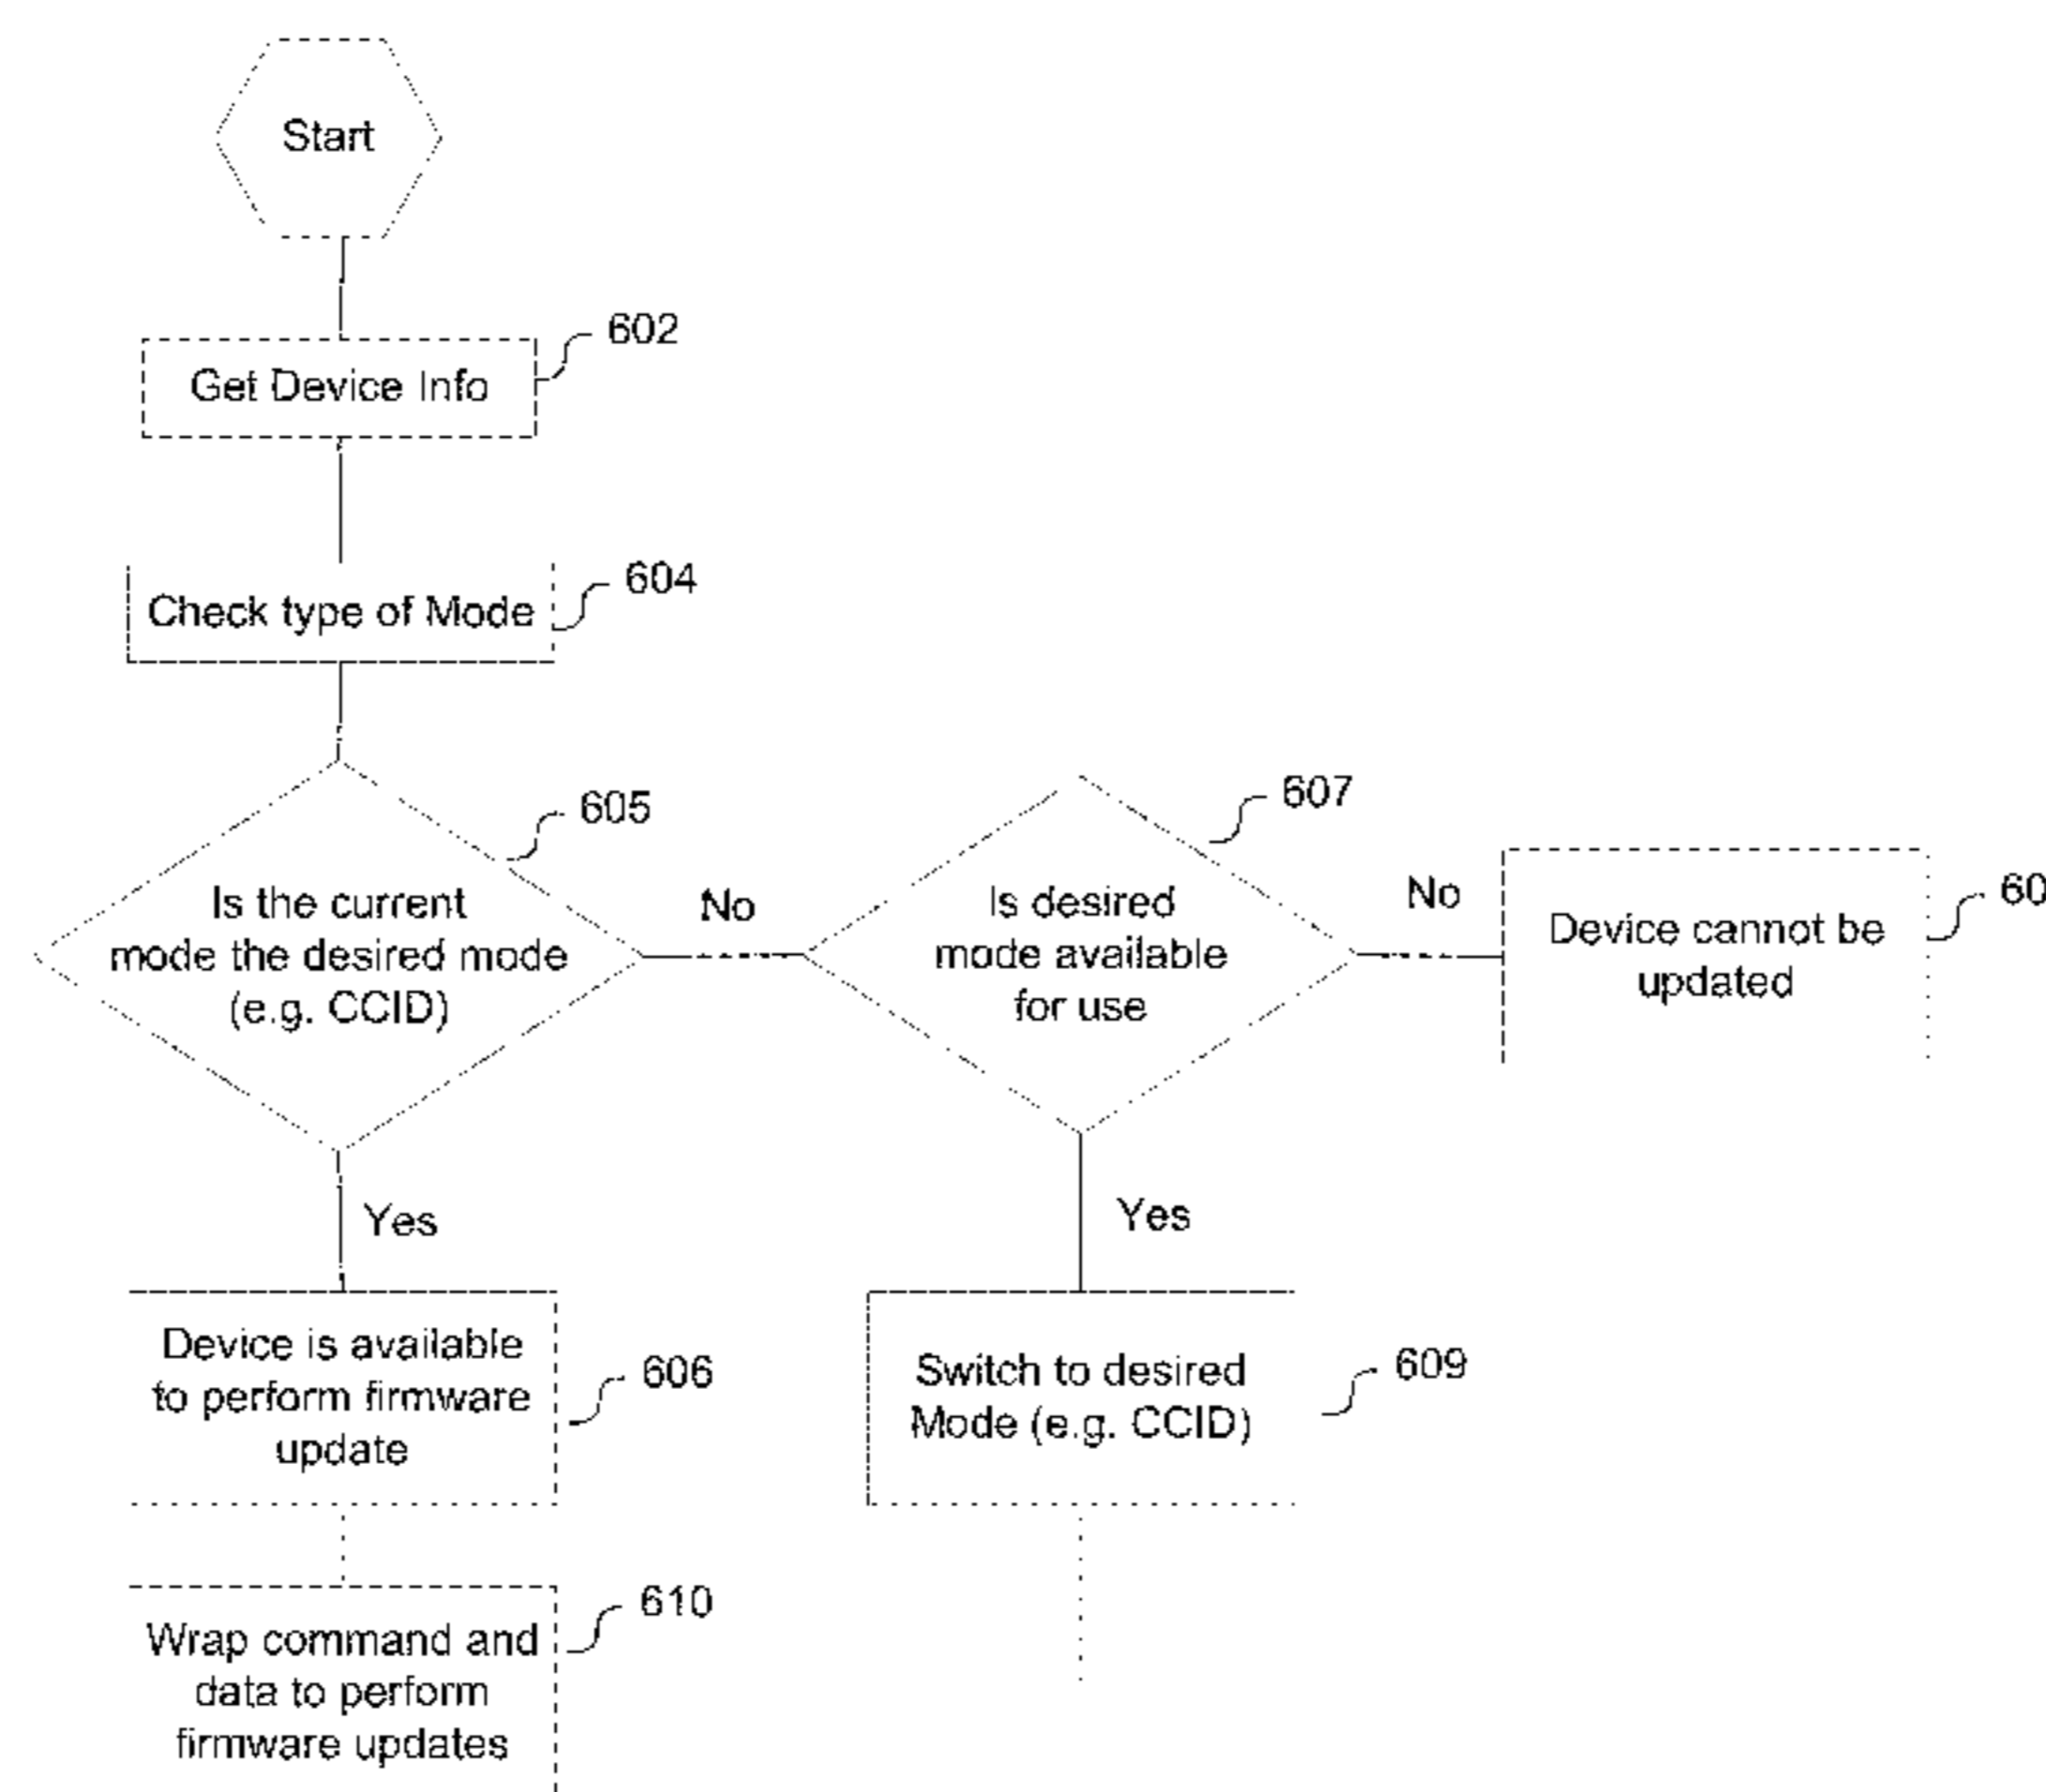 Start
602
Get Device Info
604
Check type of Mode
605
Is the current
mode the desired mode
(e.g. CCID)
No
607
Is desired
mode available
for use
No
60
Device cannot be
updated
Yes
Yes
Device is available
to perform firmware
update
606
Switch to desired
Mode (e.g. CCID)
609
610
Wrap command and
data to perform
firmware updates